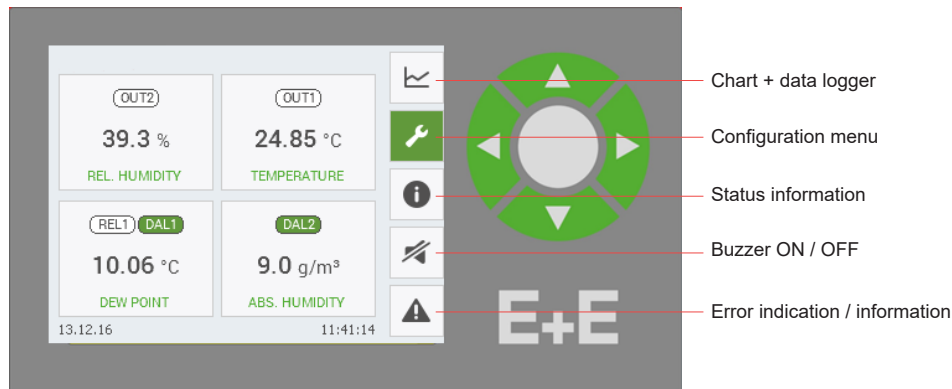 OUT2
39.3 %
REL. HUMIDITY
OUT1
24.85 °C
TEMPERATURE
REL1 DAL1
10.06 °C
DEW POINT
DAL2
9.0 g/m³
ABS. HUMIDITY
13.12.16 11:41:14
E+E
Chart + data logger
Configuration menu
Status information
Buzzer ON / OFF
Error indication / information